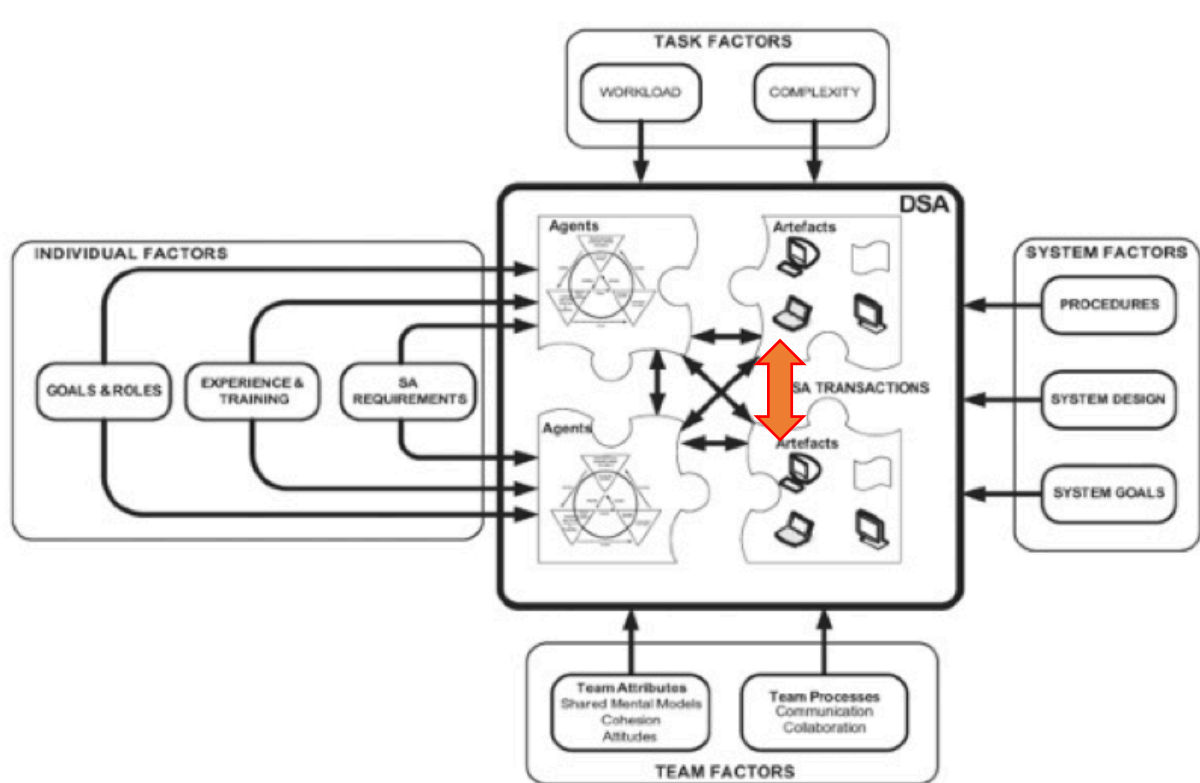 TASK FACTORS
WORKLOAD
COMPLEXITY
DSA
Agents
Artefacts
INDIVIDUAL FACTORS
GOALS & ROLES
EXPERIENCE &
TRAINING
SA
REQUIREMENTS
SA TRANSACTIONS
Agents
Artefacts
SYSTEM FACTORS
PROCEDURES
SYSTEM DESIGN
SYSTEM GOALS
Team Attributes
Shared Mental Models
Cohesion
Attitudes
Team Processes
Communication
Collaboration
TEAM FACTORS